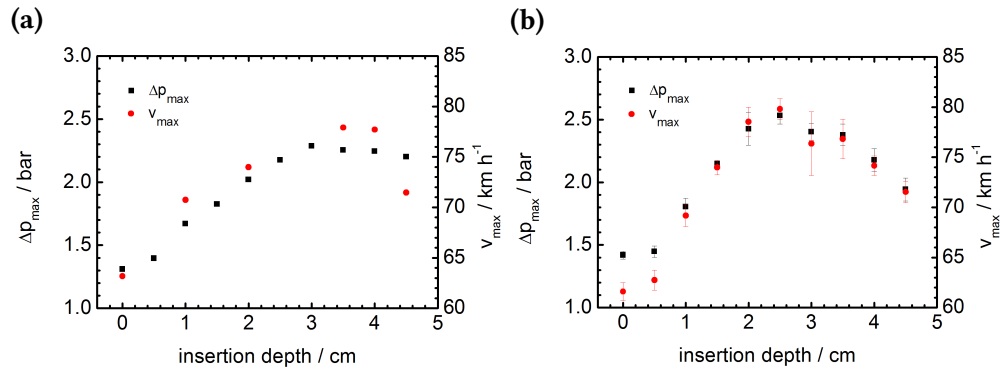 (a)
3.0
2.5
2.0
1.5
1.0
Δp_max / bar
Δp_max
v_max
85
80
75
70
65
60
v_max / km h⁻¹
0 1 2 3 4 5
insertion depth / cm
(b)
3.0
2.5
2.0
1.5
1.0
Δp_max / bar
Δp_max
v_max
85
80
75
70
65
60
v_max / km h⁻¹
0 1 2 3 4 5
insertion depth / cm